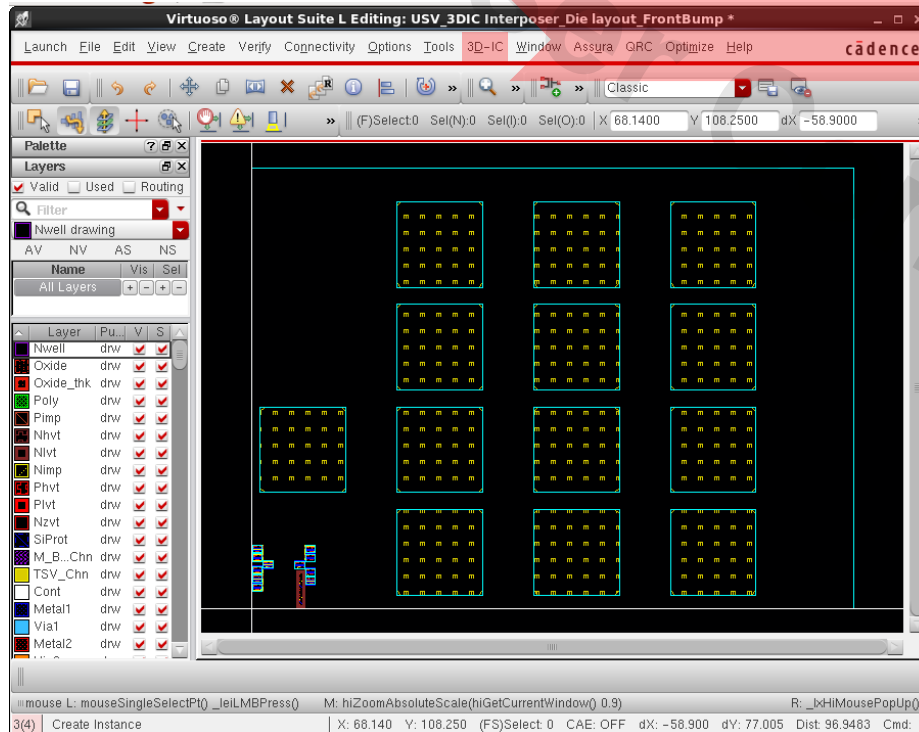 Virtuoso® Layout Suite L Editing: USV_3DIC Interposer_Die layout_FrontBump *
Launch File Edit View Create Verify Connectivity Options Tools 3D-IC Window Assura QRC Optimize Help cādence
» » » Classic
» (F)Select:0 Sel(N):0 Sel(I):0 Sel(O):0 X 68.1400 Y 108.2500 dX -58.9000
Palette
Layers
Valid Used Routing
Filter
Nwell drawing
AV NV AS NS
Name Vis Sel
All Layers
Layer Pu... V S
Nwell drw
Oxide drw
Oxide_thk drw
Poly drw
Pimp drw
Nhvt drw
Nlvt drw
Nimp drw
Phvt drw
Plvt drw
Nzvt drw
SiProt drw
M_B...Chn drw
TSV_Chn drw
Cont drw
Metal1 drw
Via1 drw
Metal2 drw
mouse L: mouseSingleSelectPt() _leiLMBPress() M: hiZoomAbsoluteScale(hiGetCurrentWindow() 0.9) R: _lxHiMousePopUp()
3(4) Create Instance X: 68.140 Y: 108.250 (FS)Select: 0 CAE: OFF dX: -58.900 dY: 77.005 Dist: 96.9483 Cmd: